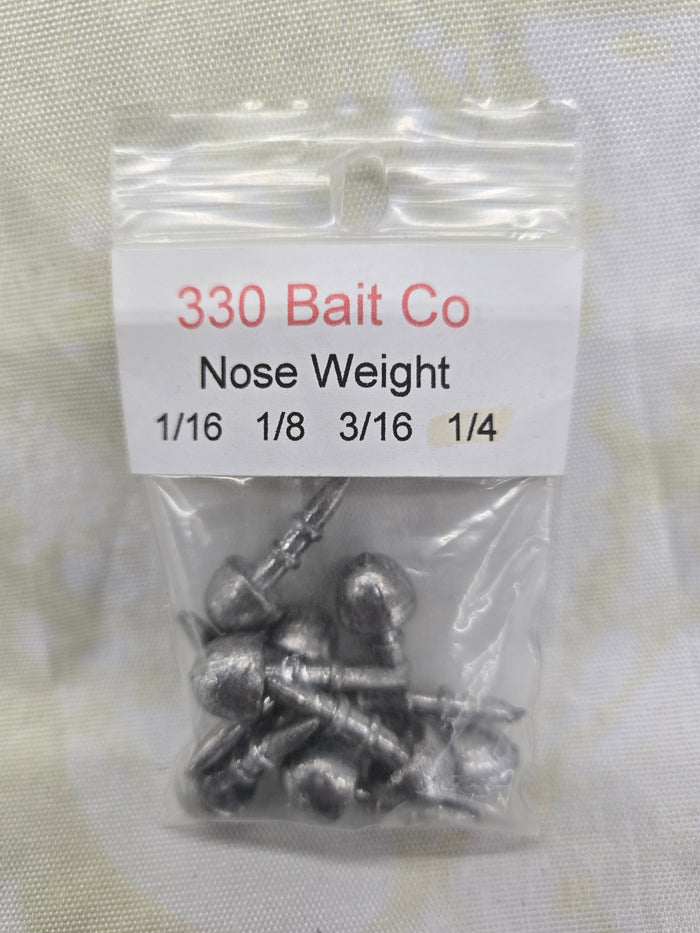 330 Bait Co
Nose Weight
1/16 1/8 3/16 1/4